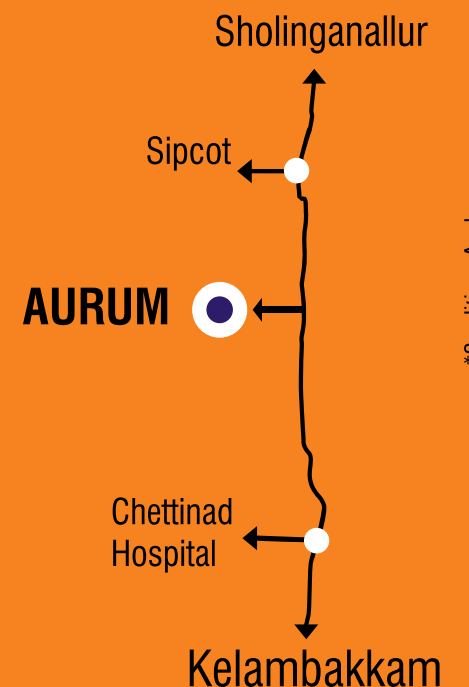 Sholinganallur
Sipcot
AURUM
Chettinad
Hospital
Kelambakkam